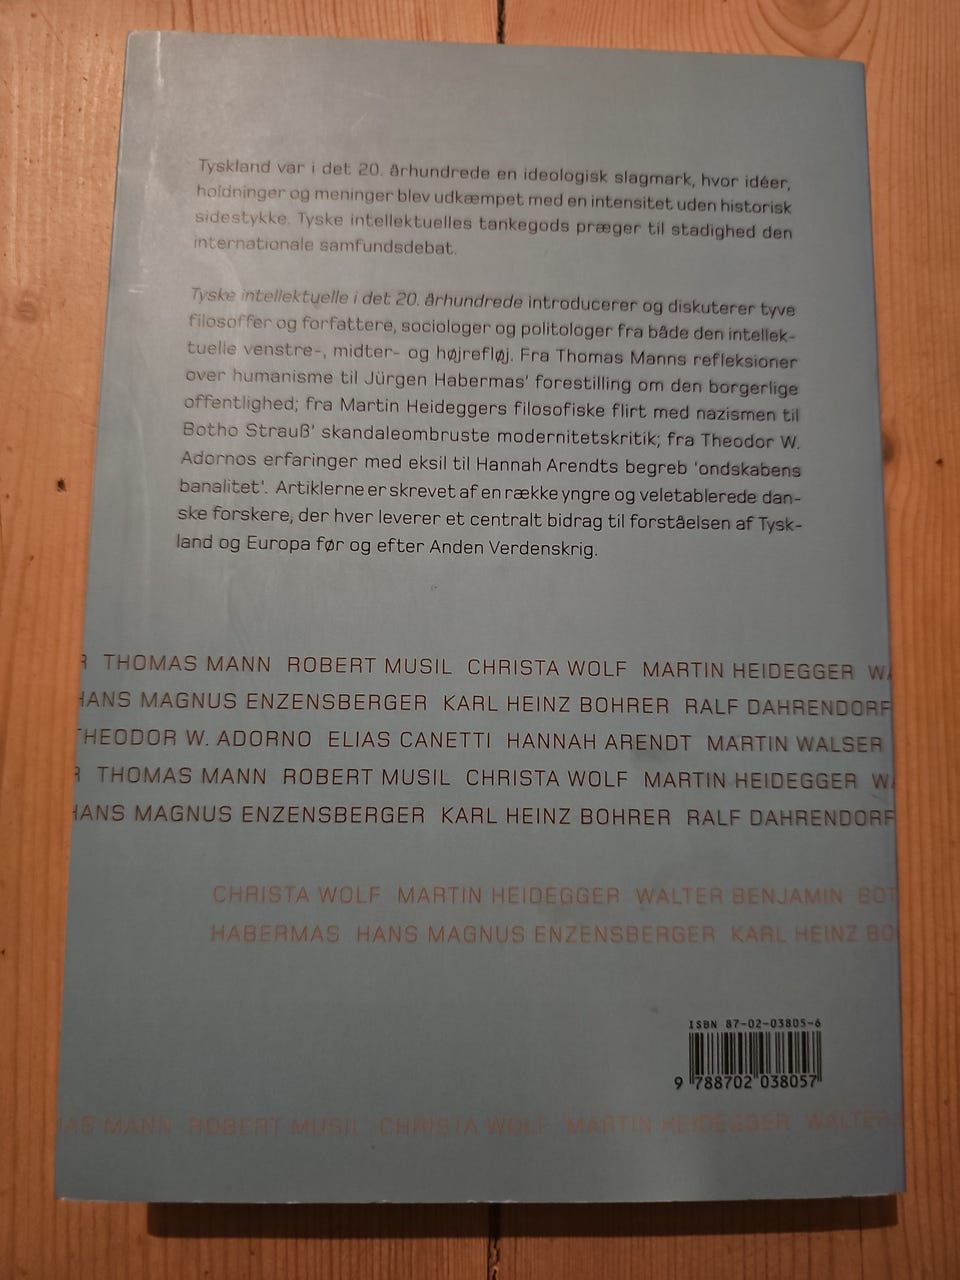 Tyskland var i det 20. århundrede en ideologisk slagmark, hvor idéer,
holdninger og meninger blev udkæmpet med en intensitet uden historisk
sidestykke. Tyske intellektuelles tankegods præger til stadighed den
internationale samfundsdebat.
Tyske intellektuelle i det 20. århundrede introducerer og diskuterer tyve
filosoffer og forfattere, sociologer og politologer fra både den intellek-
tuelle venstre-, midter- og højrefløj. Fra Thomas Manns refleksioner
over humanisme til Jürgen Habermas' forestilling om den borgerlige
offentlighed; fra Martin Heideggers filosofiske flirt med nazismen til
Botho Strauß' skandaleombruste modernitetskritik; fra Theodor W.
Adornos erfaringer med eksil til Hannah Arendts begreb 'ondskabens
banalitet'. Artiklerne er skrevet af en række yngre og veletablerede dan-
ske forskere, der hver leverer et centralt bidrag til forståelsen af Tysk-
land og Europa før og efter Anden Verdenskrig.
R THOMAS MANN ROBERT MUSIL CHRISTA WOLF MARTIN HEIDEGGER WA
HANS MAGNUS ENZENSBERGER KARL HEINZ BOHRER RALF DAHRENDORF
THEODOR W. ADORNO ELIAS CANETTI HANNAH ARENDT MARTIN WALSER
R THOMAS MANN ROBERT MUSIL CHRISTA WOLF MARTIN HEIDEGGER WA
HANS MAGNUS ENZENSBERGER KARL HEINZ BOHRER RALF DAHRENDORF
CHRISTA WOLF MARTIN HEIDEGGER WALTER BENJAMIN BOT
HABERMAS HANS MAGNUS ENZENSBERGER KARL HEINZ BO
ISBN 87-02-03805-6
9 788702 038057
MAS MANN ROBERT MUSIL CHRISTA WOLF MARTIN HEIDEGGER WALTER